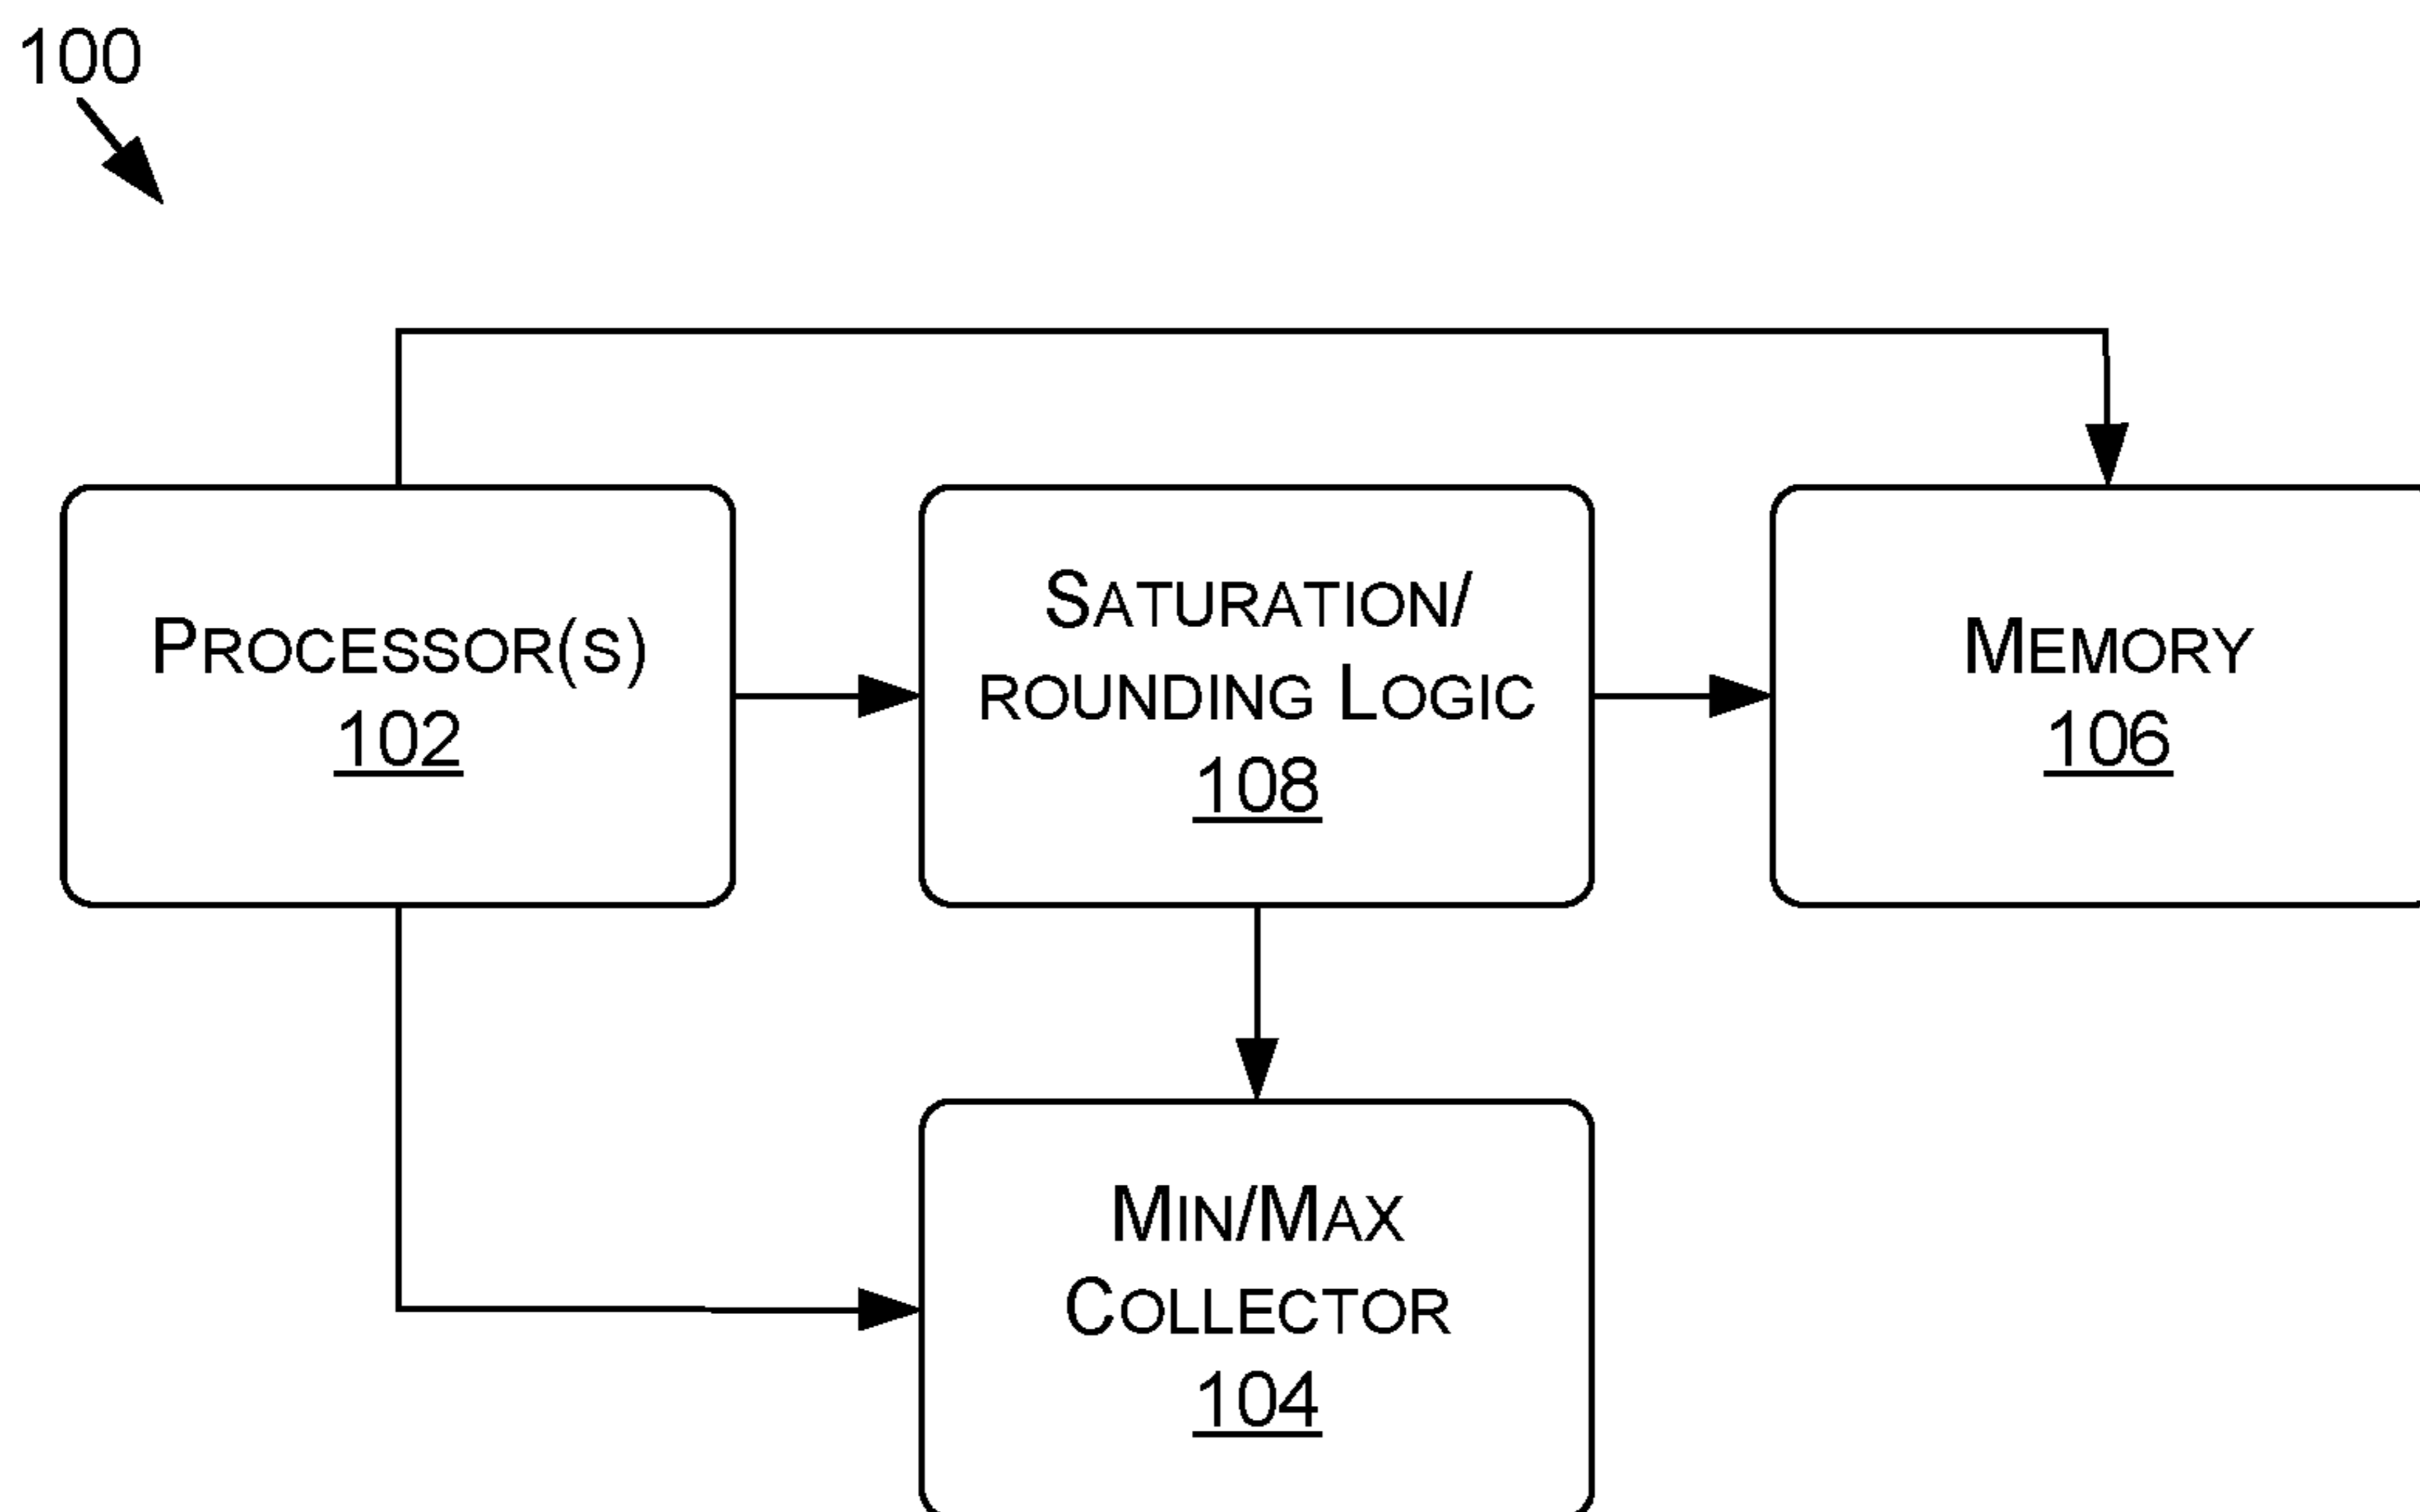 100
PROCESSOR(S)
102
SATURATION/
ROUNDING LOGIC
108
MEMORY
106
MIN/MAX
COLLECTOR
104